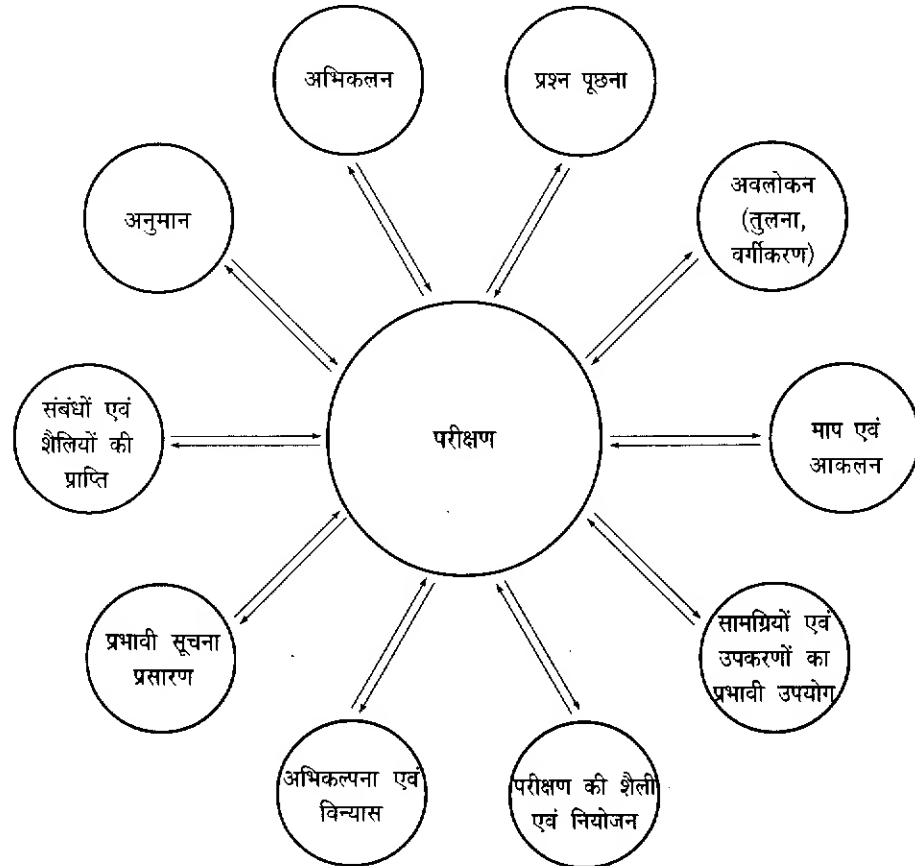 अभिकलन
प्रश्न पूछना
अवलोकन
(तुलना,
वर्गीकरण)
अनुमान
संबंधों एवं
शैलियों की
प्राप्ति
परीक्षण
माप एवं
आकलन
प्रभावी सूचना
प्रसारण
सामग्रियों एवं
उपकरणों का
प्रभावी उपयोग
अभिकल्पना एवं
विन्यास
परीक्षण की शैली
एवं नियोजन